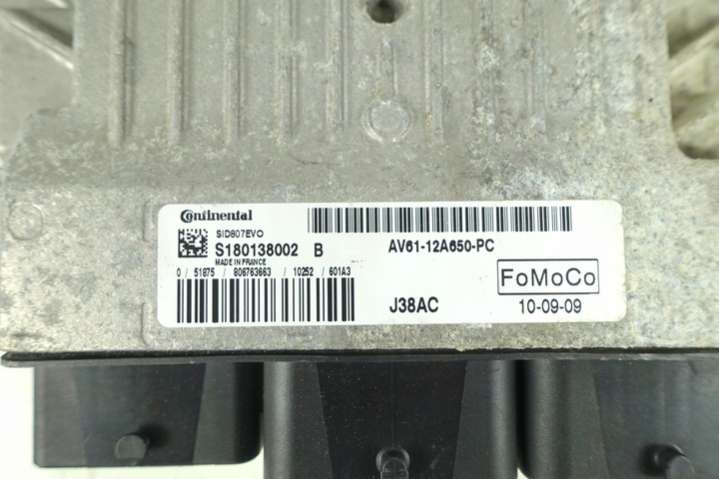 Continental
SID807EVO
S180138002 B
MADE IN FRANCE
0 / 51875 / 806763663 / 10252 / 601A3
AV61-12A650-PC
FoMoCo
J38AC
10-09-09